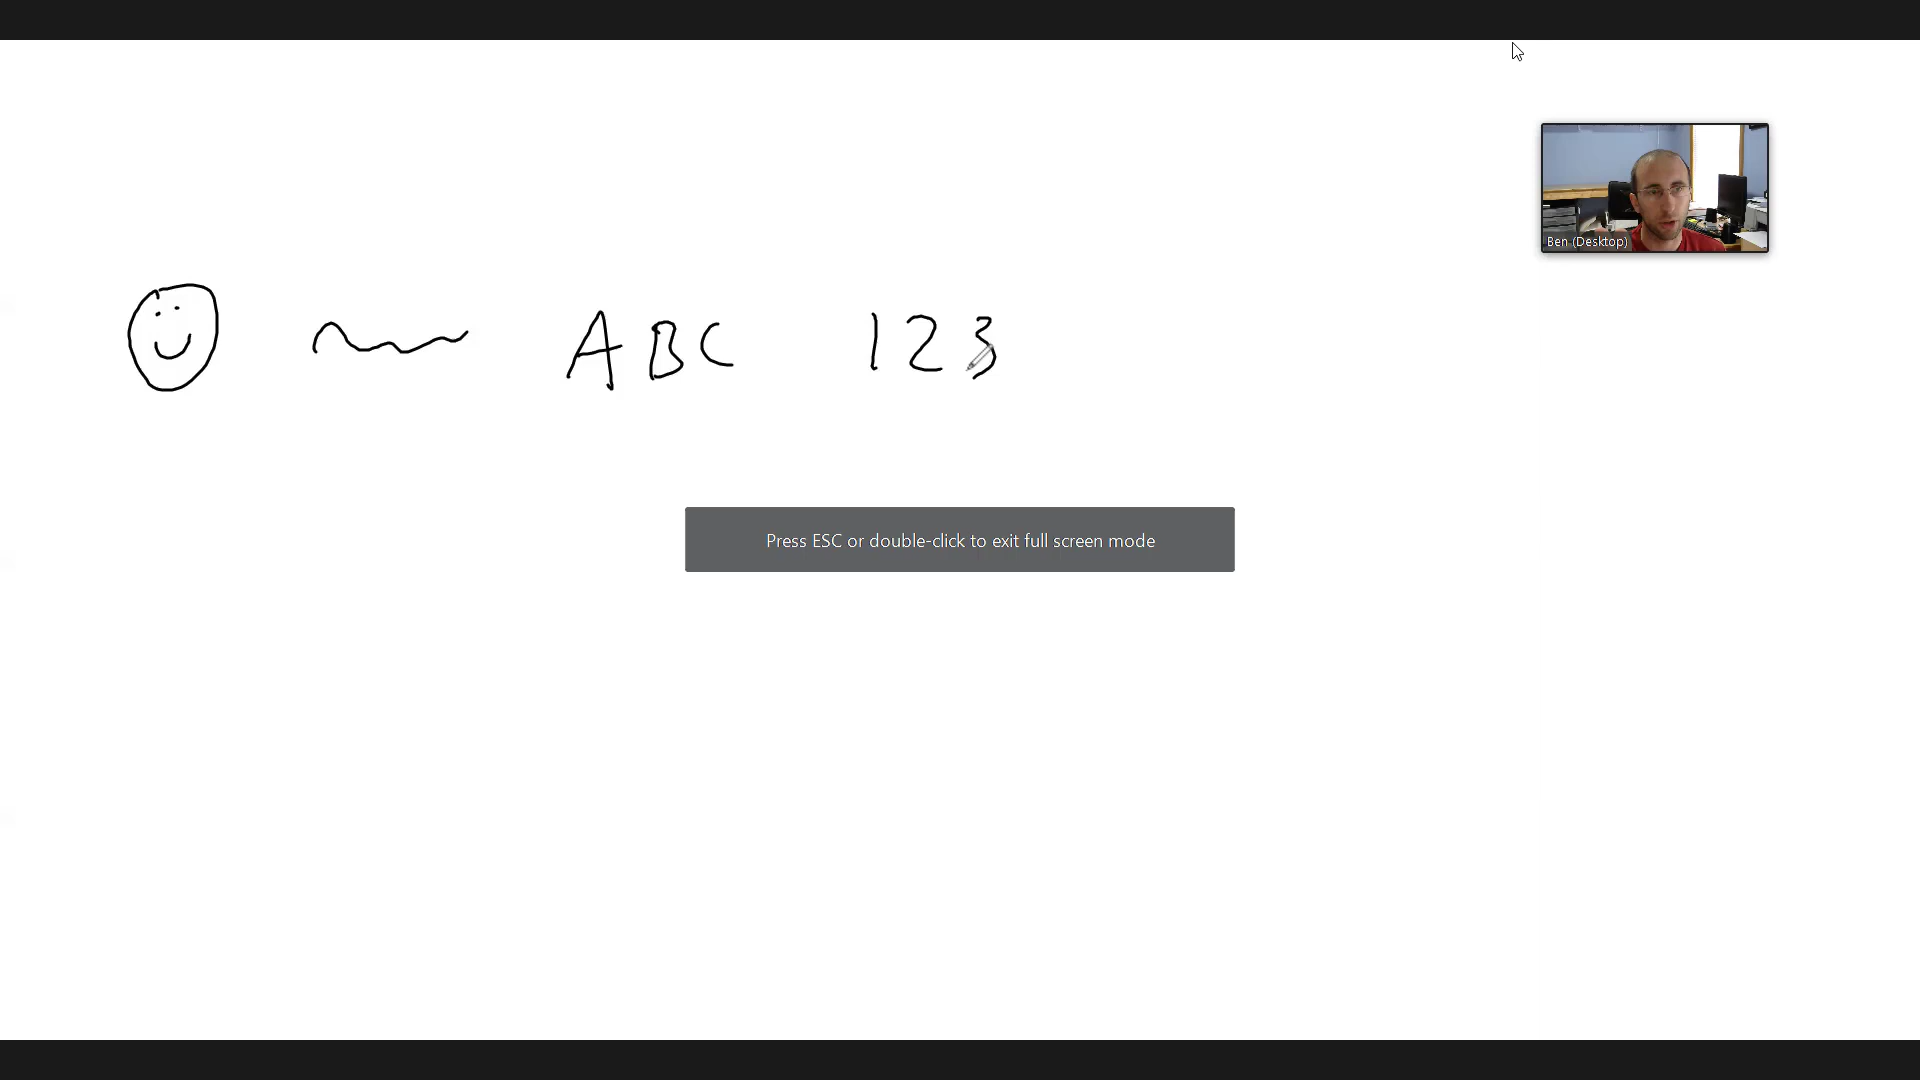 Ben (Desktop)
ABC 123
Press ESC or double-click to exit full screen mode